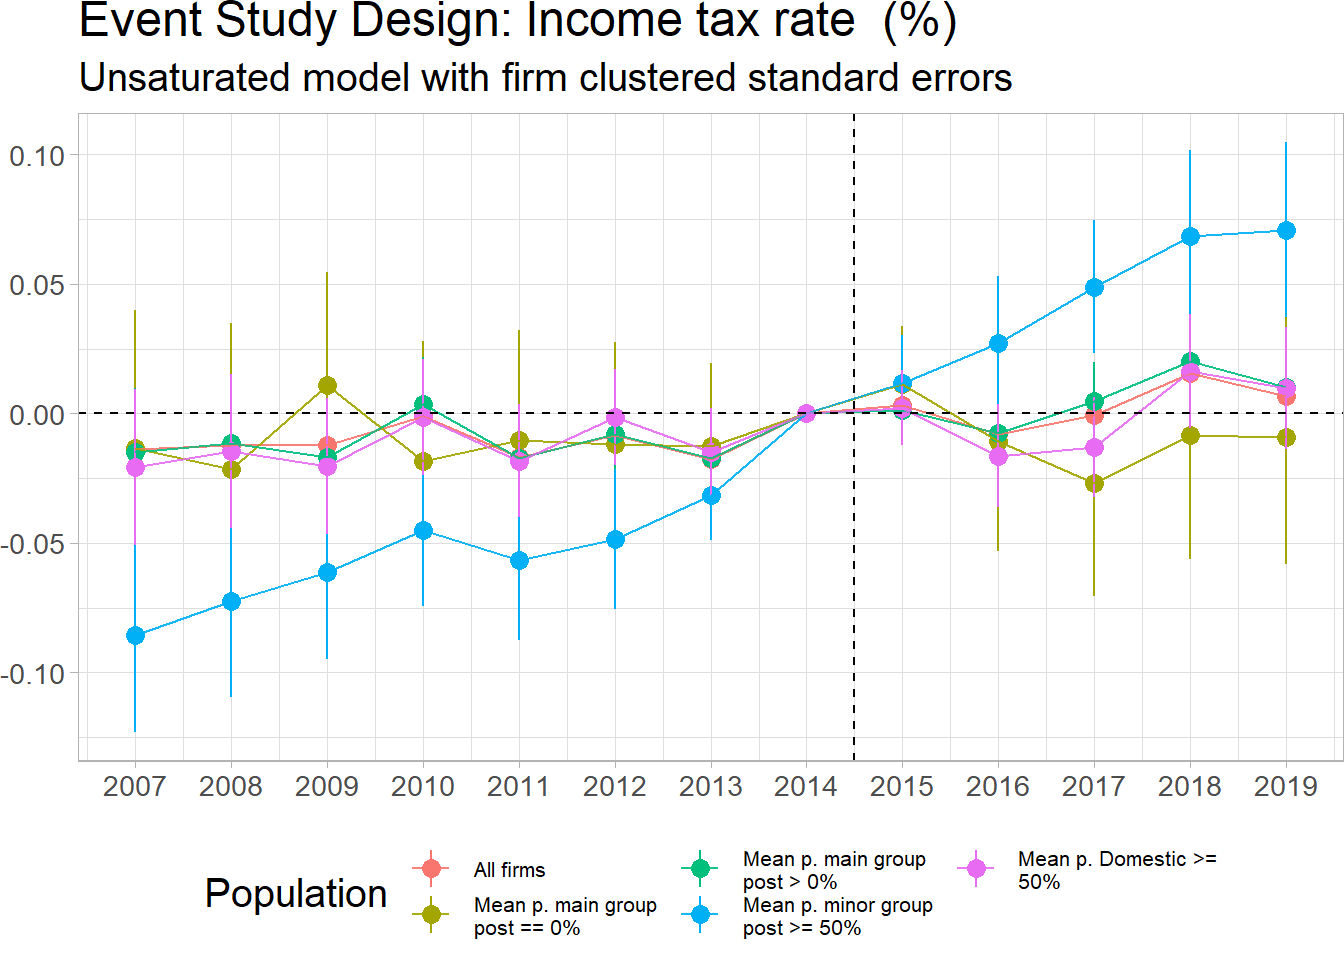 Event Study Design: Income tax rate  (%)
Unsaturated model with firm clustered standard errors
0.10
0.05
0.00
-0.05
-0.10
2007 2008 2009 2010 2011 2012 2013 2014 2015 2016 2017 2018 2019
Population
All firms
Mean p. main group
post == 0%
Mean p. main group
post > 0%
Mean p. minor group
post >= 50%
Mean p. Domestic >=
50%